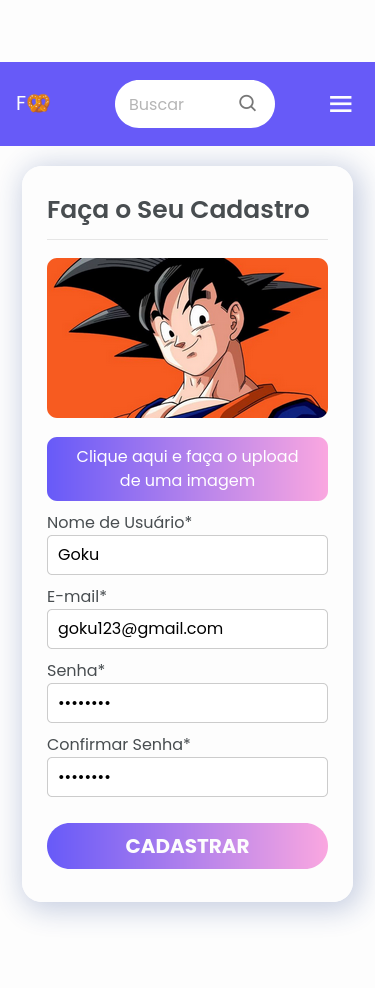 F🥨
Buscar
Faça o Seu Cadastro
Clique aqui e faça o upload
de uma imagem
Nome de Usuário*
Goku
E-mail*
goku123@gmail.com
Senha*
••••••••
Confirmar Senha*
••••••••
CADASTRAR